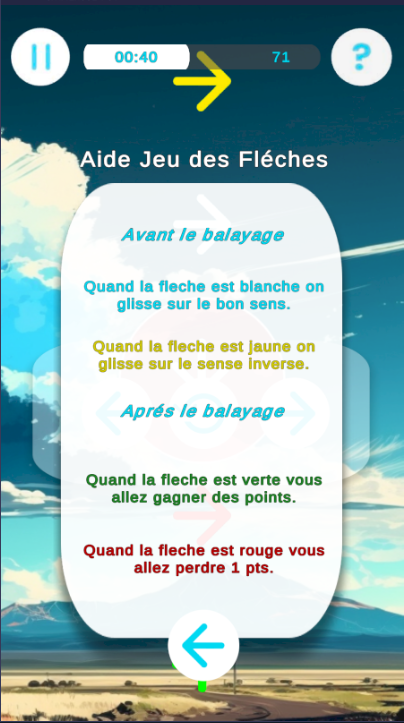 00:40
71
?
Aide Jeu des Fléches
Avant le balayage
Quand la fleche est blanche on
glisse sur le bon sens.
Quand la fleche est jaune on
glisse sur le sense inverse.
Aprés le balayage
Quand la fleche est verte vous
allez gagner des points.
Quand la fleche est rouge vous
allez perdre 1 pts.